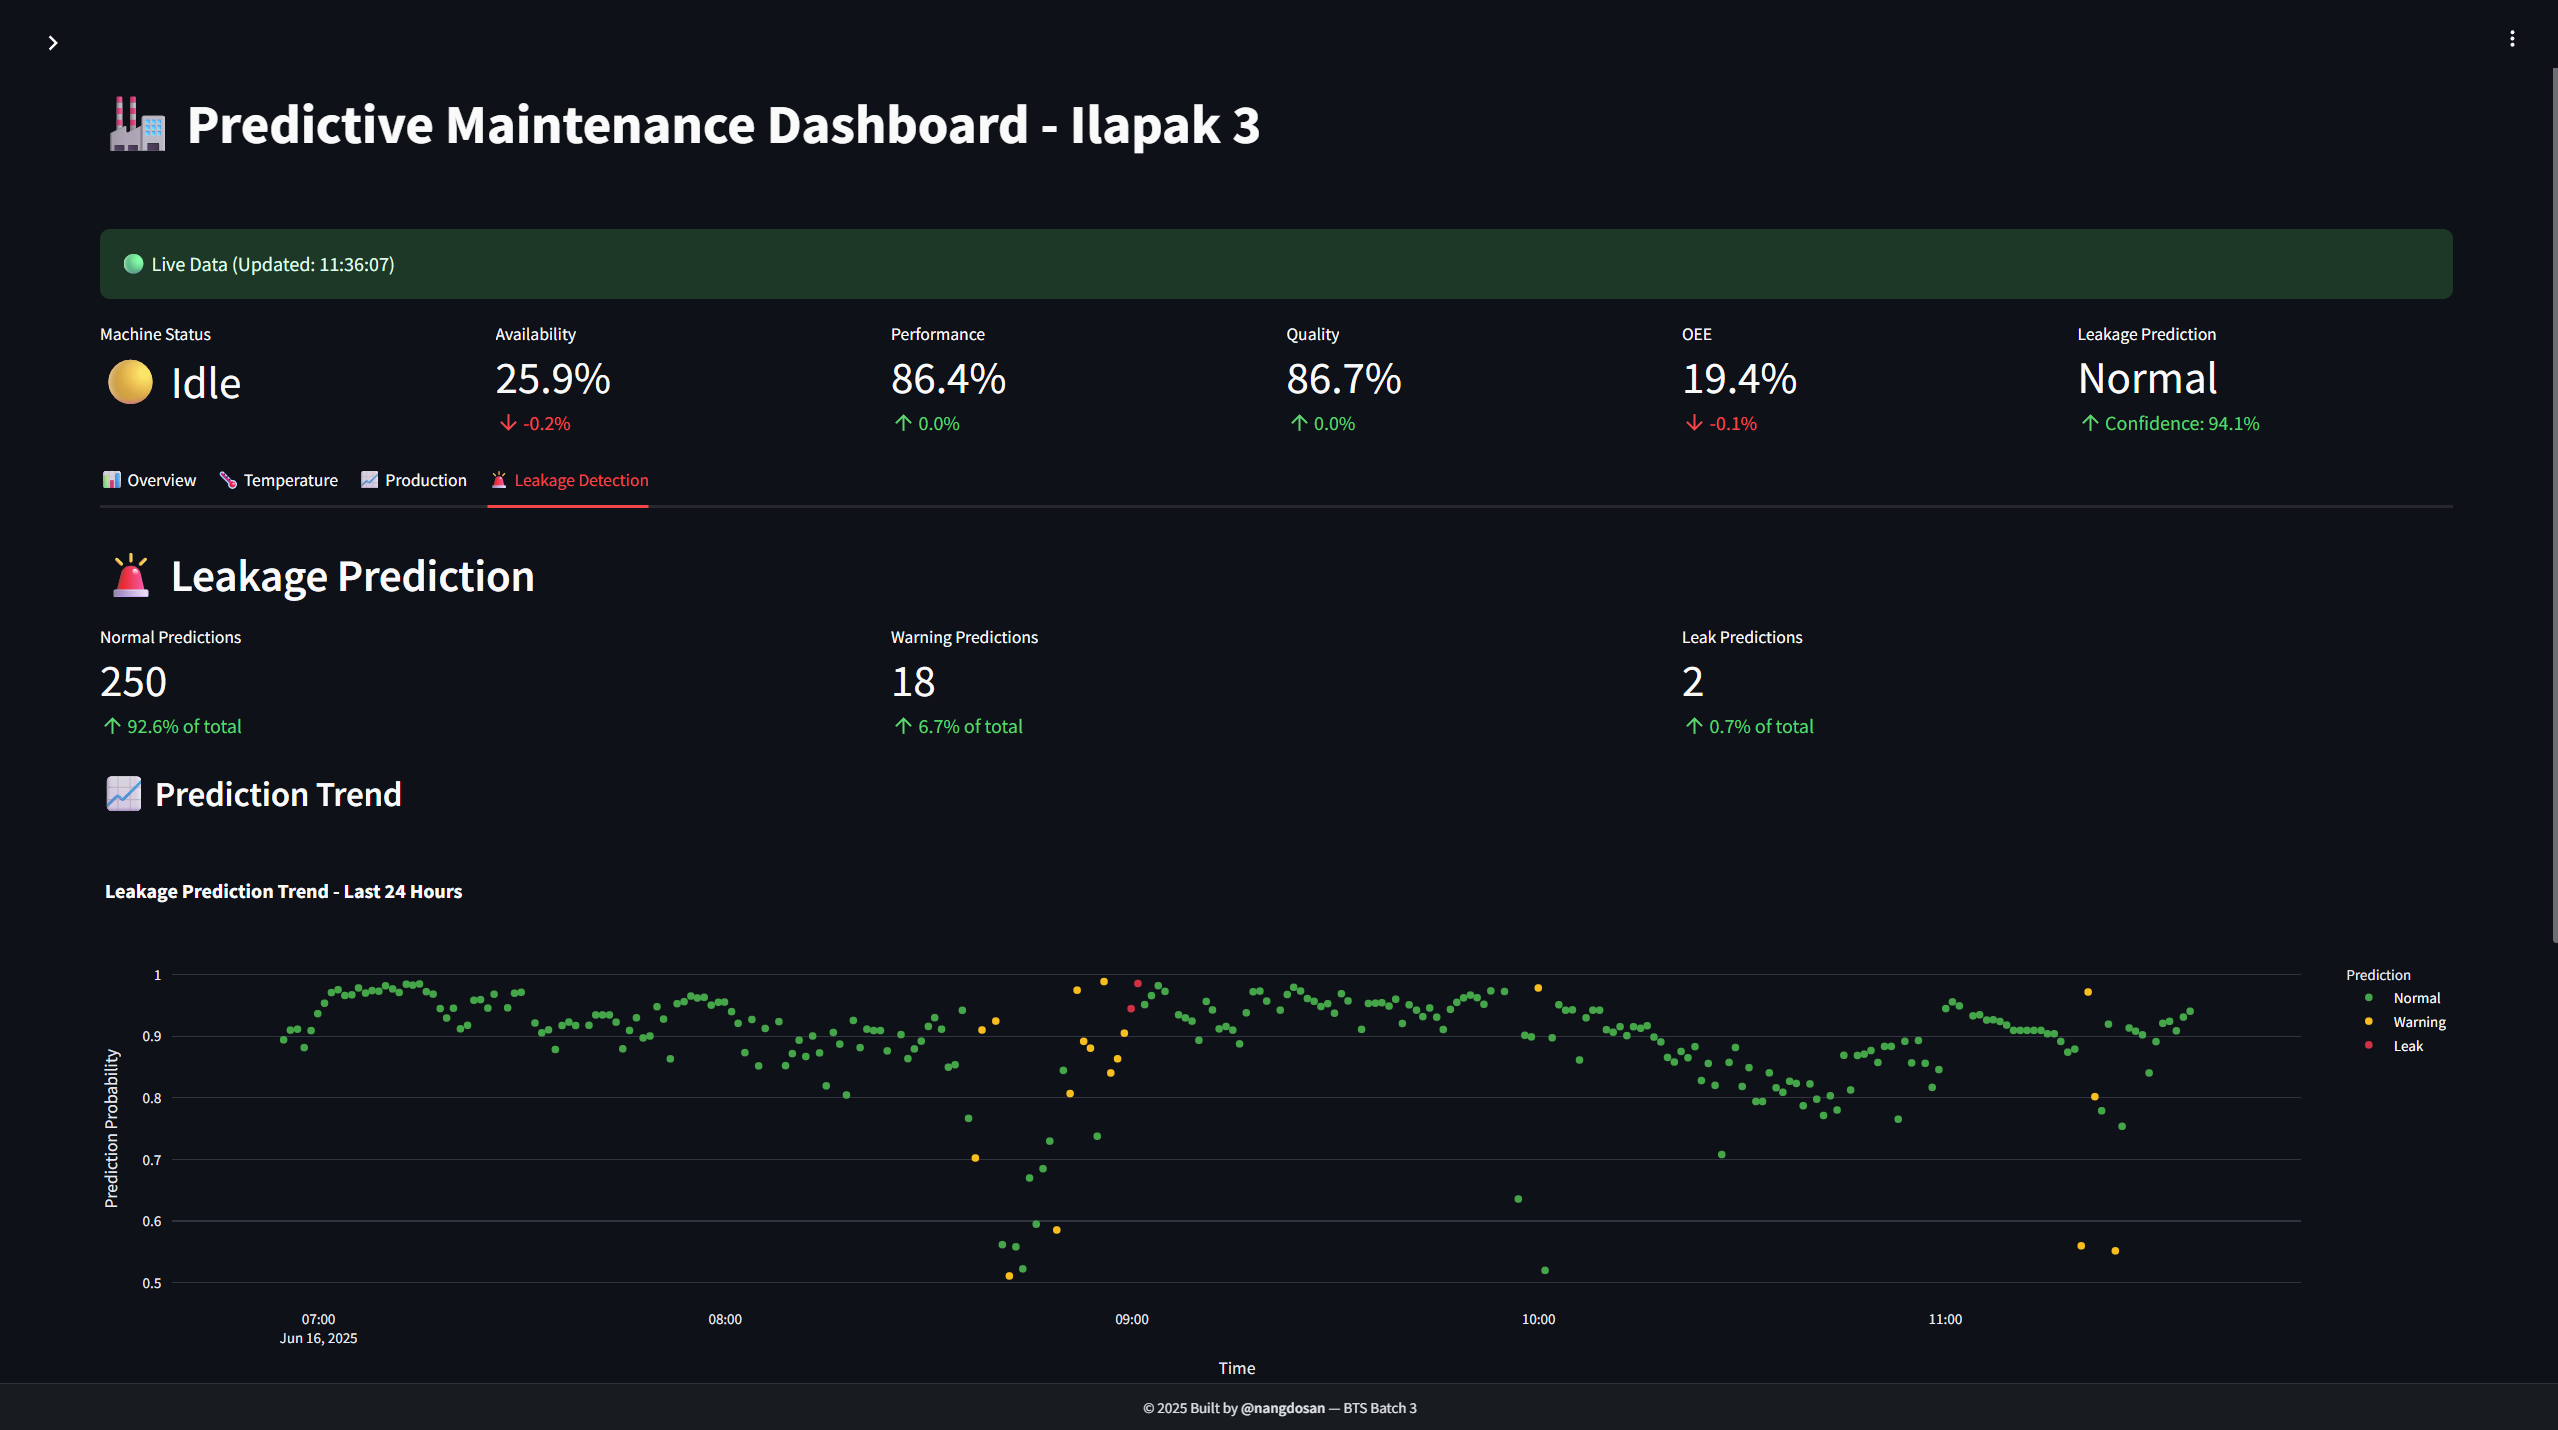 Predictive Maintenance Dashboard - Ilapak 3
Live Data (Updated: 11:36:07)
Machine Status
Idle
Availability
25.9%
-0.2%
Performance
86.4%
0.0%
Quality
86.7%
0.0%
OEE
19.4%
-0.1%
Leakage Prediction
Normal
Confidence: 94.1%
Overview
Temperature
Production
Leakage Detection
Leakage Prediction
Normal Predictions
250
92.6% of total
Warning Predictions
18
6.7% of total
Leak Predictions
2
0.7% of total
Prediction Trend
Leakage Prediction Trend - Last 24 Hours
Prediction Probability
1
0.9
0.8
0.7
0.6
0.5
07:00
Jun 16, 2025
08:00
09:00
10:00
11:00
Time
Prediction
Normal
Warning
Leak
© 2025 Built by @nangdosan — BTS Batch 3